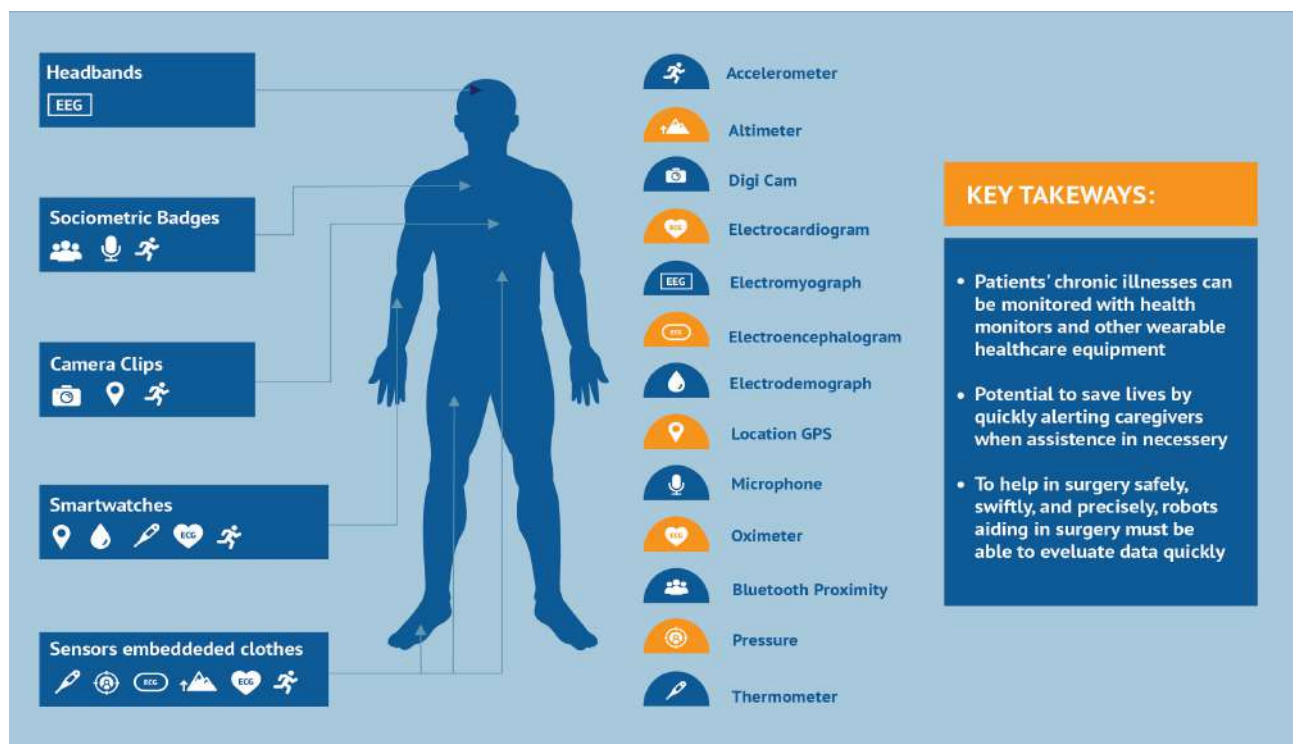 Headbands
EEG
Sociometric Badges
Camera Clips
Smartwatches
ECG
Sensors embeddeded clothes
ECG
Accelerometer
Altimeter
Digi Cam
Electrocardiogram
EEG
Electromyograph
Electroencephalogram
Electrodemograph
Location GPS
Microphone
Oximeter
Bluetooth Proximity
Pressure
Thermometer
KEY TAKEWAYS:
• Patients' chronic illnesses can
be monitored with health
monitors and other wearable
healthcare equipment
• Potential to save lives by
quickly alerting caregivers
when assistence in necessery
• To help in surgery safely,
swiftly, and precisely, robots
aiding in surgery must be
able to eveluate data quickly